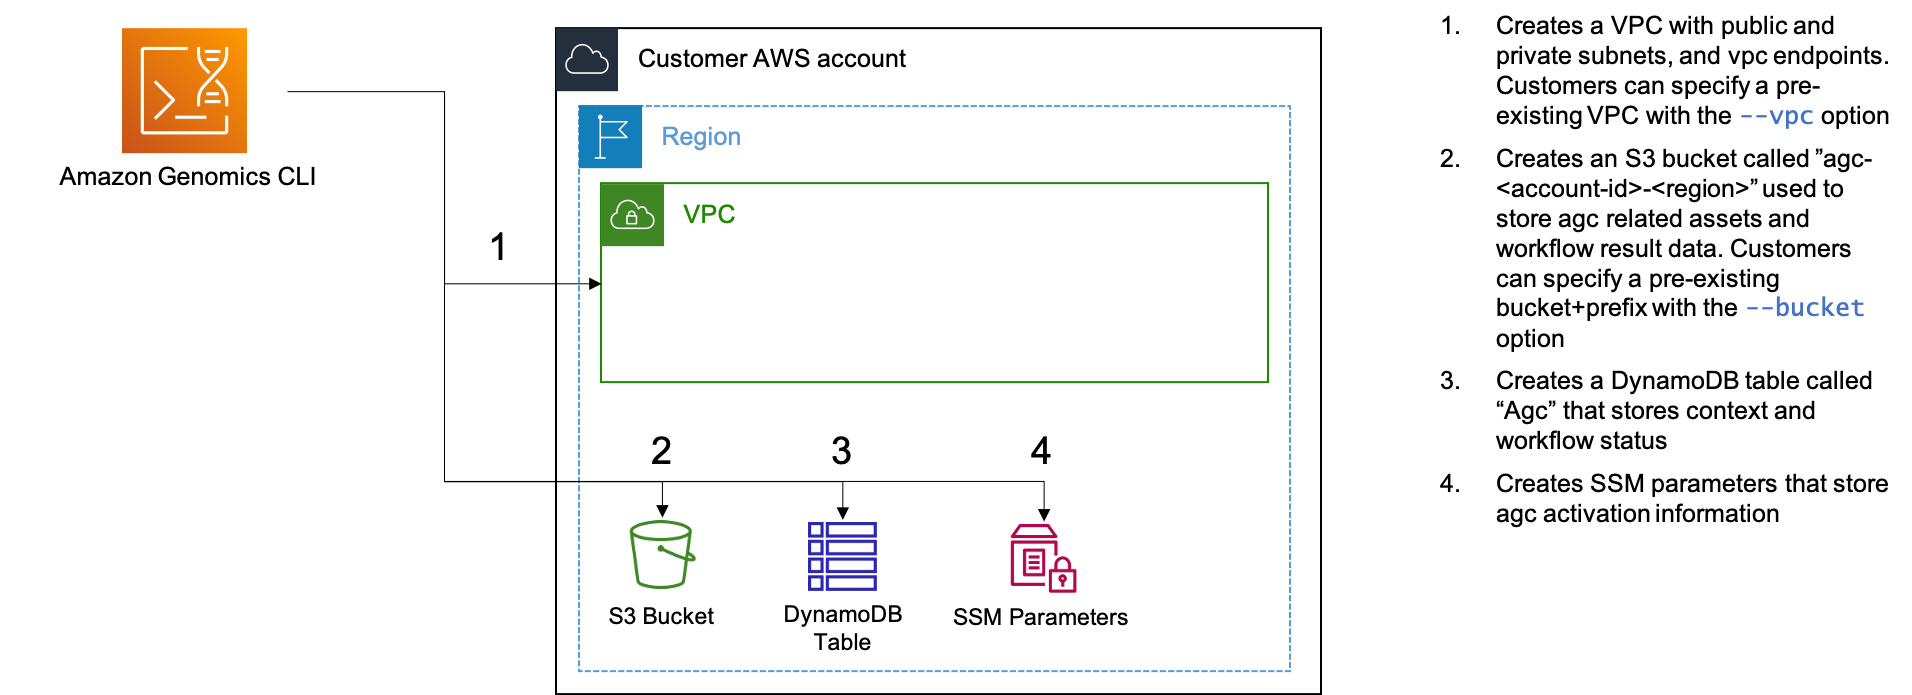 Amazon Genomics CLI
Customer AWS account
Region
VPC
1
2
3
4
S3 Bucket
DynamoDB
Table
SSM Parameters
1. Creates a VPC with public and
private subnets, and vpc endpoints.
Customers can specify a pre-
existing VPC with the --vpc option
2. Creates an S3 bucket called ”agc-
<account-id>-<region>” used to
store agc related assets and
workflow result data. Customers
can specify a pre-existing
bucket+prefix with the --bucket
option
3. Creates a DynamoDB table called
“Agc” that stores context and
workflow status
4. Creates SSM parameters that store
agc activation information